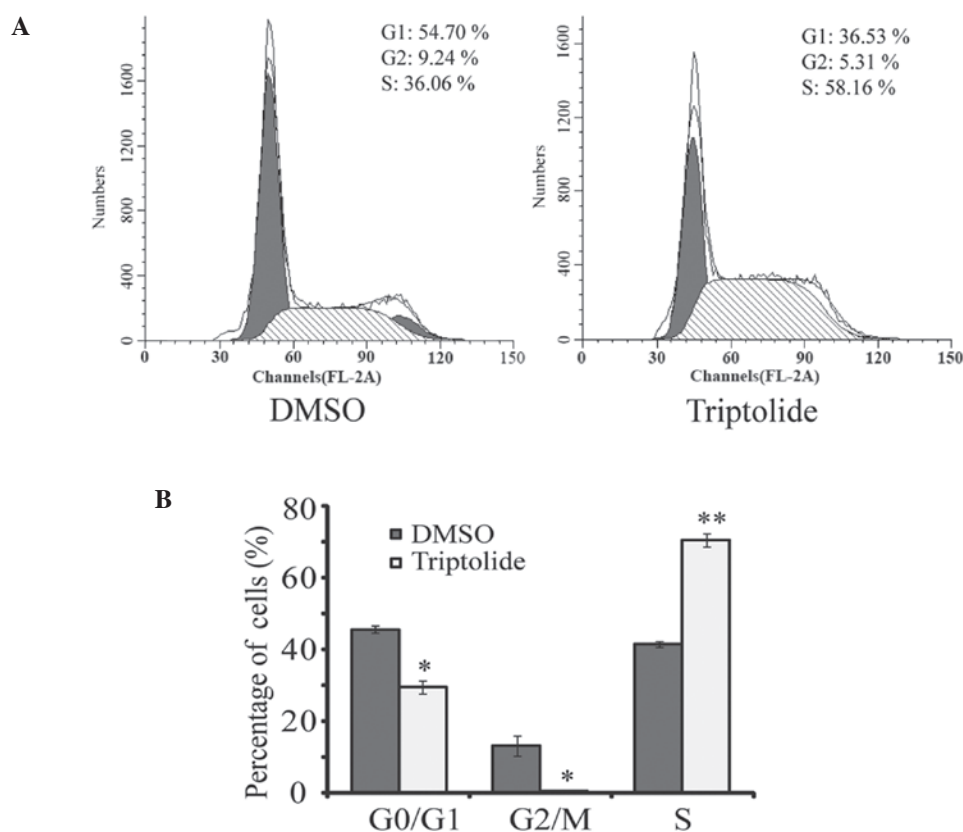 A
G1: 54.70 %
G2: 9.24 %
S: 36.06 %
Numbers
1600
1200
800
400
0
0 30 60 90 120 150
Channels(FL-2A)
DMSO
G1: 36.53 %
G2: 5.31 %
S: 58.16 %
Numbers
1600
1200
800
400
0
0 30 60 90 120 150
Channels(FL-2A)
Triptolide
B
Percentage of cells (%)
80
60
40
20
0
DMSO
Triptolide
*
*
**
G0/G1 G2/M S